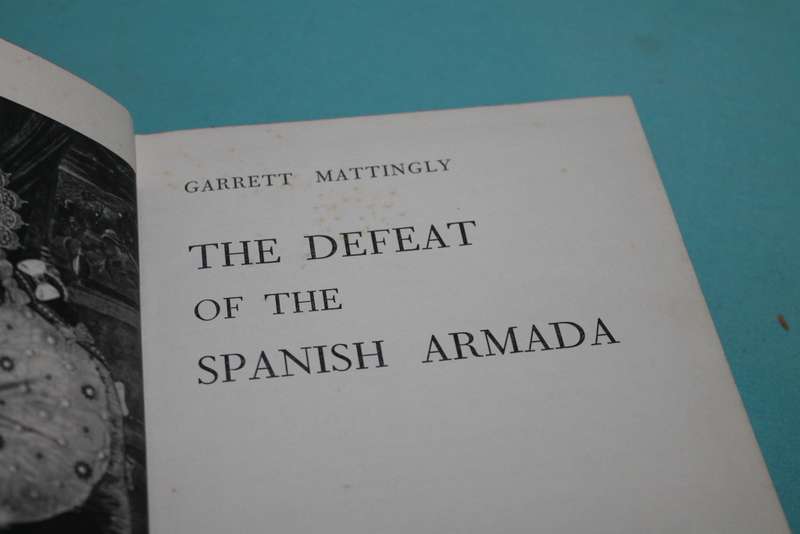 GARRETT MATTINGLY
THE DEFEAT
OF THE
SPANISH ARMADA